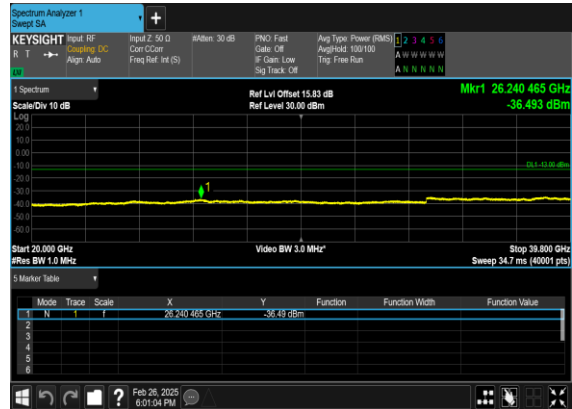 Spectrum Analyzer 1
Swept SA
+
KEYSIGHT Input: RF Input Z: 50 Ω #Atten: 30 dB PNO: Fast Avg Type: Power (RMS) 1 2 3 4 5 6
R T Coupling: DC Corr CCorr Gate: Off Avg|Hold: 100/100 A W W W W W
Align: Auto Freq Ref: Int (S) IF Gain: Low Trig: Free Run
Sig Track: Off A N N N N N
1 Spectrum
Ref Lvl Offset 15.83 dB Mkr1 26.240 465 GHz
Scale/Div 10 dB Ref Level 30.00 dBm -36.493 dBm
Log
20.0
10.0
0.00
-10.0
DL1 -13.00 dBm
-20.0
-30.0
1
-40.0
-50.0
-60.0
Start 20.000 GHz Video BW 3.0 MHz* Stop 39.800 GHz
#Res BW 1.0 MHz Sweep 34.7 ms (40001 pts)
5 Marker Table
Mode Trace Scale X Y Function Function Width Function Value
1 N 1 f 26.240 465 GHz -36.49 dBm
2
3
4
5
6
? Feb 26, 2025
6:01:04 PM